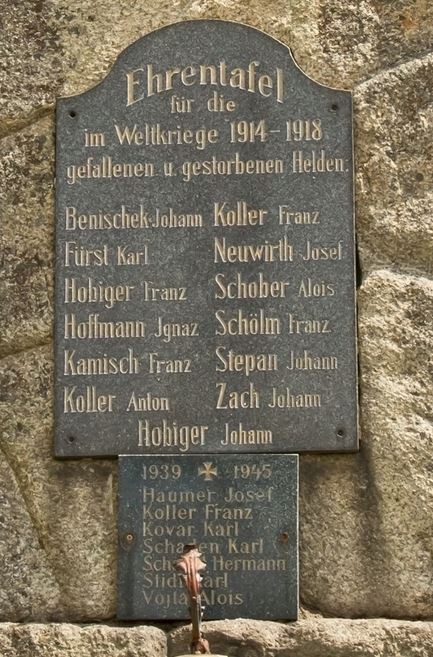 Ehrentafel
für die
im Weltkriege 1914-1918
gefallenen u. gestorbenen Helden.
Benischek Johann Koller Franz
Fürst Karl Neuwirth Josef
Hobiger Franz Schober Alois
Hoffmann Ignaz Schölm Franz
Kamisch Franz Stepan Johann
Koller Anton Zach Johann
Hobiger Johann
1939 1945
Haumer Josef
Koller Franz
Kovar Karl
Karl
Hermann
Karl
Alois